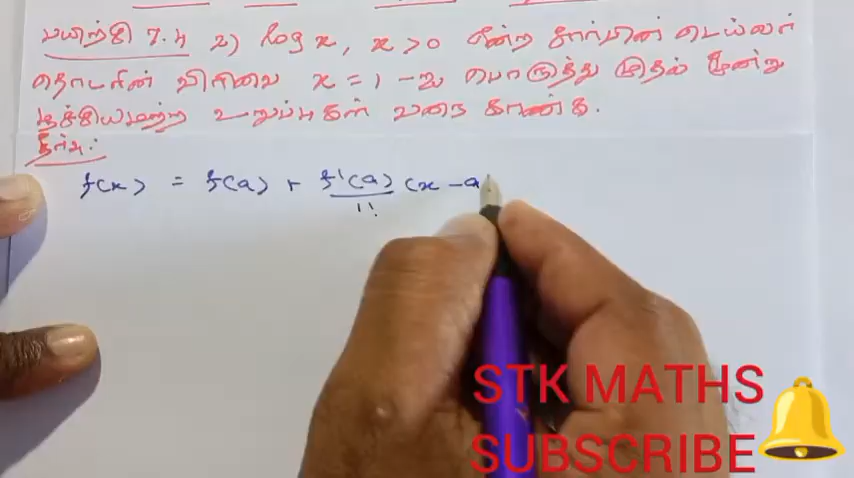 பயிற்சி 7.4 2) log x, x > 0 என்ற சார்பின் டெய்லர்
தொடரின் விரிவை x = 1 -ஐ பொருத்து முதல் மூன்று
பூச்சியமற்ற உறுப்புகள் வரை காண்க.
தீர்வு:
f(x) = f(a) + f'(a)/1! (x - a
STK MATHS
SUBSCRIBE